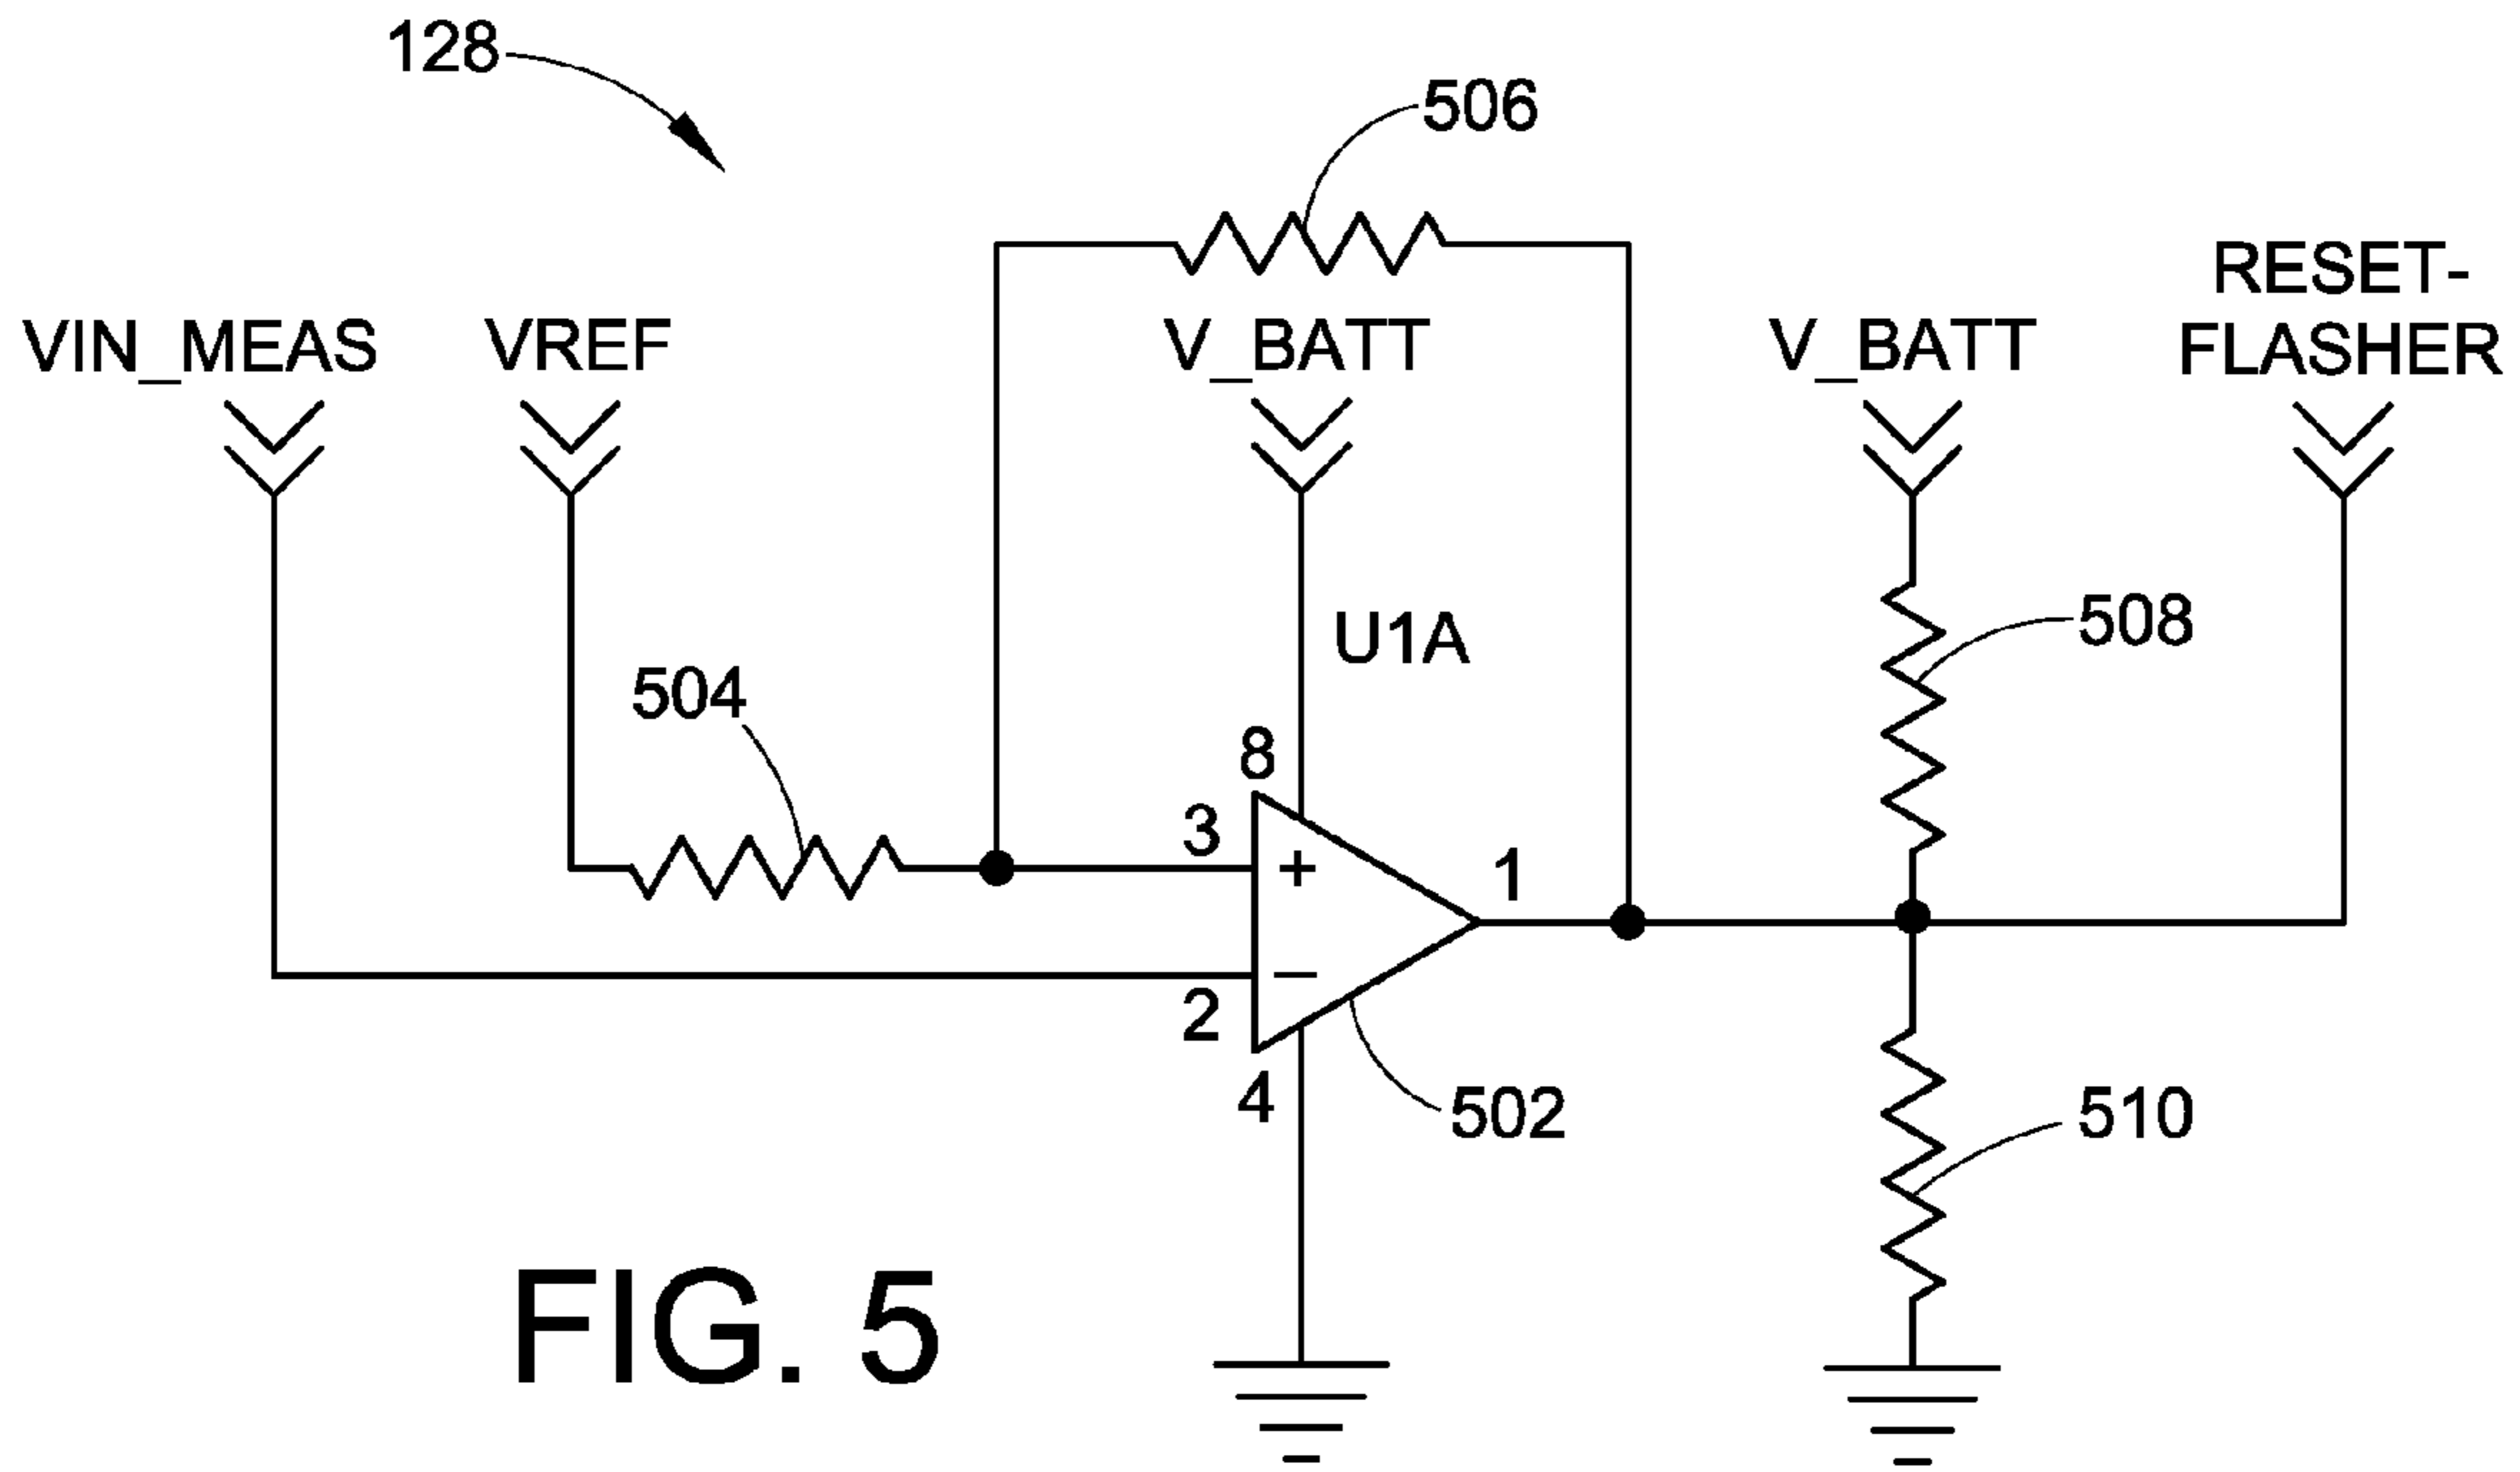 128
506
RESET-
FLASHER
VIN_MEAS
VREF
V_BATT
V_BATT
U1A
508
504
8
3
+
1
−
2
4
502
510
FIG. 5